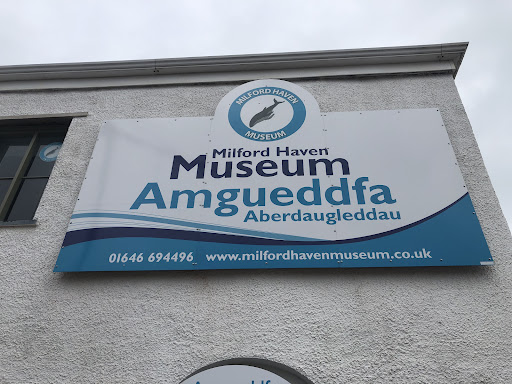 MILFORD HAVEN
MUSEUM
Milford Haven
Museum
Amgueddfa
Aberdaugleddau
01646 694496 www.milfordhavenmuseum.co.uk